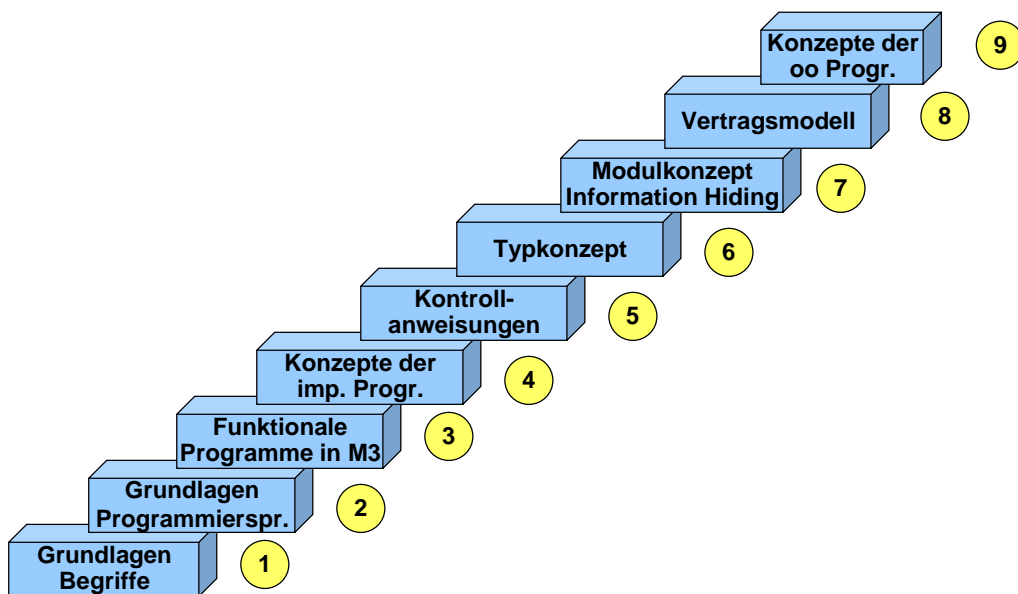 Konzepte der
oo Progr.
9
Vertragsmodell
8
Modulkonzept
Information Hiding
7
Typkonzept
6
Kontroll-
anweisungen
5
Konzepte der
imp. Progr.
4
Funktionale
Programme in M3
3
Grundlagen
Programmierspr.
2
Grundlagen
Begriffe
1